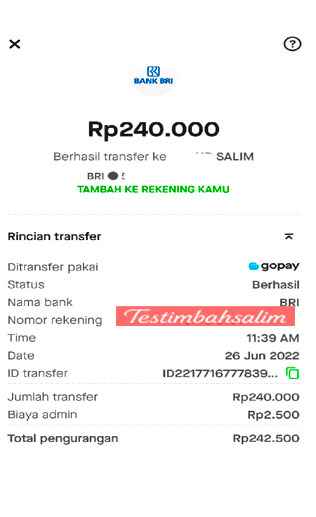 BANK BRI
Rp240.000
Berhasil transfer ke SALIM
BRI
TAMBAH KE REKENING KAMU
Rincian transfer
Ditransfer pakai gopay
Status Berhasil
Nama bank BRI
Nomor rekening Testimbahsalim
Time 11:39 AM
Date 26 Jun 2022
ID transfer ID2217716777839...
Jumlah transfer Rp240.000
Biaya admin Rp2.500
Total pengurangan Rp242.500